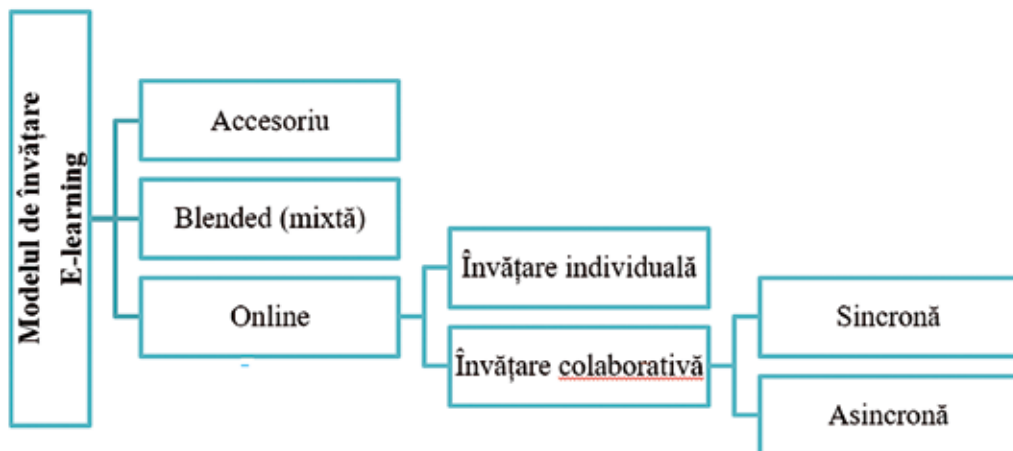 Modelul de învățare
E-learning
Accesoriu
Blended (mixtă)
Online
Învățare individuală
Învățare colaborativă
Sincronă
Asincronă